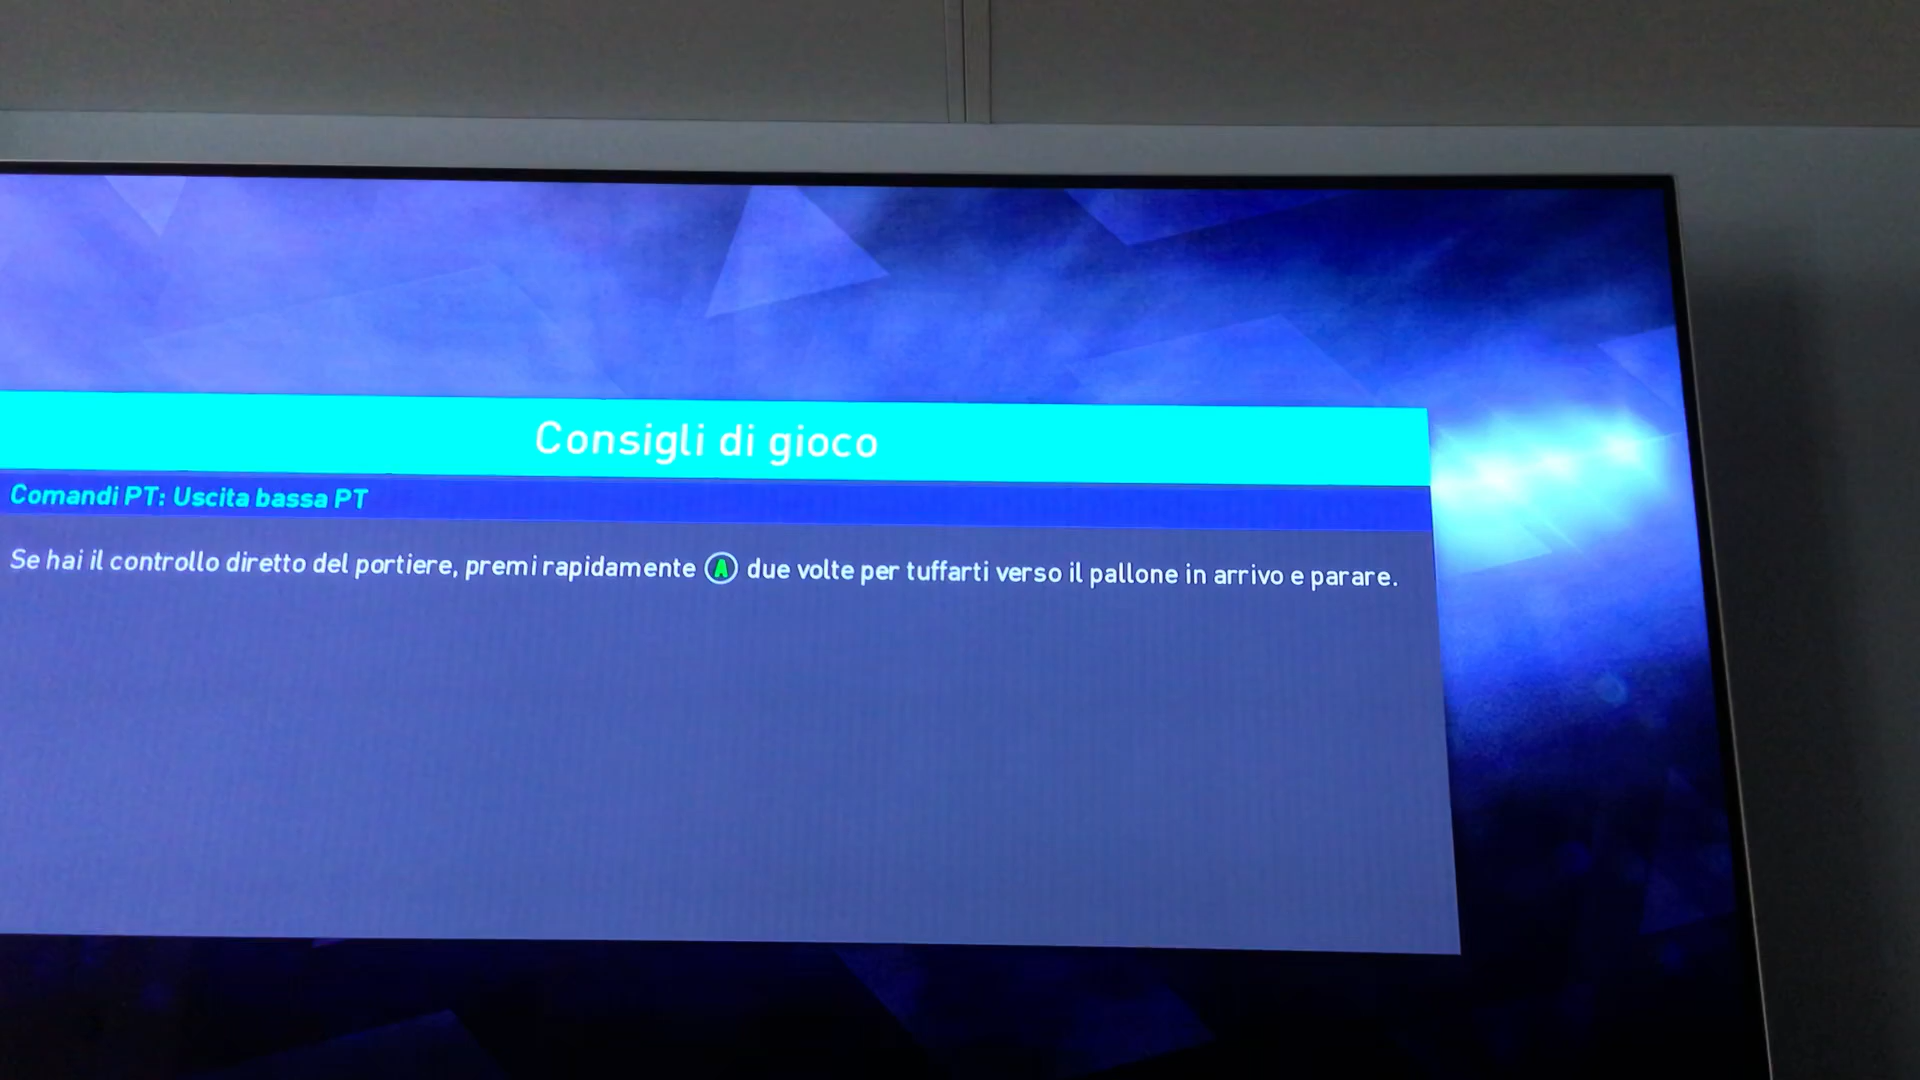 Consigli di gioco
Comandi PT: Uscita bassa PT
Se hai il controllo diretto del portiere, premi rapidamente A due volte per tuffarti verso il pallone in arrivo e parare.